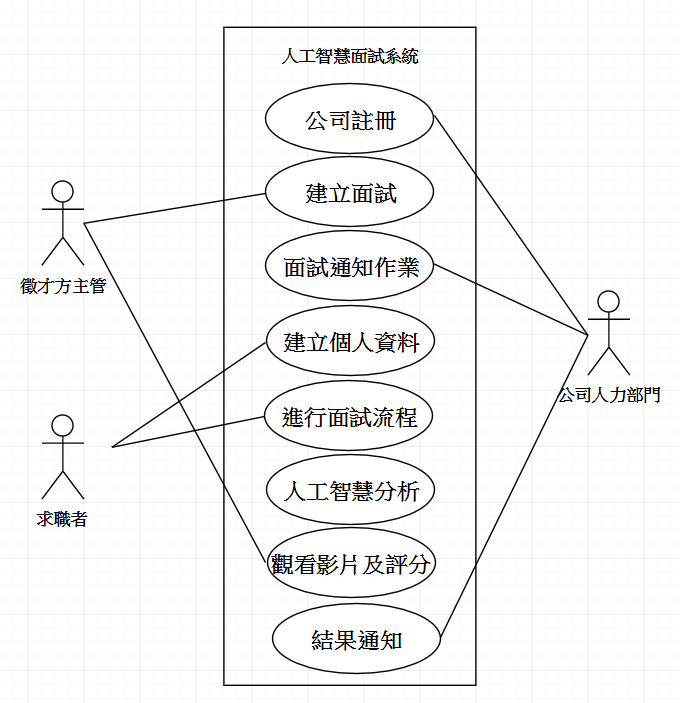 人工智慧面試系統
公司註冊
建立面試
面試通知作業
徵才方主管
建立個人資料
公司人力部門
進行面試流程
人工智慧分析
求職者
觀看影片及評分
結果通知